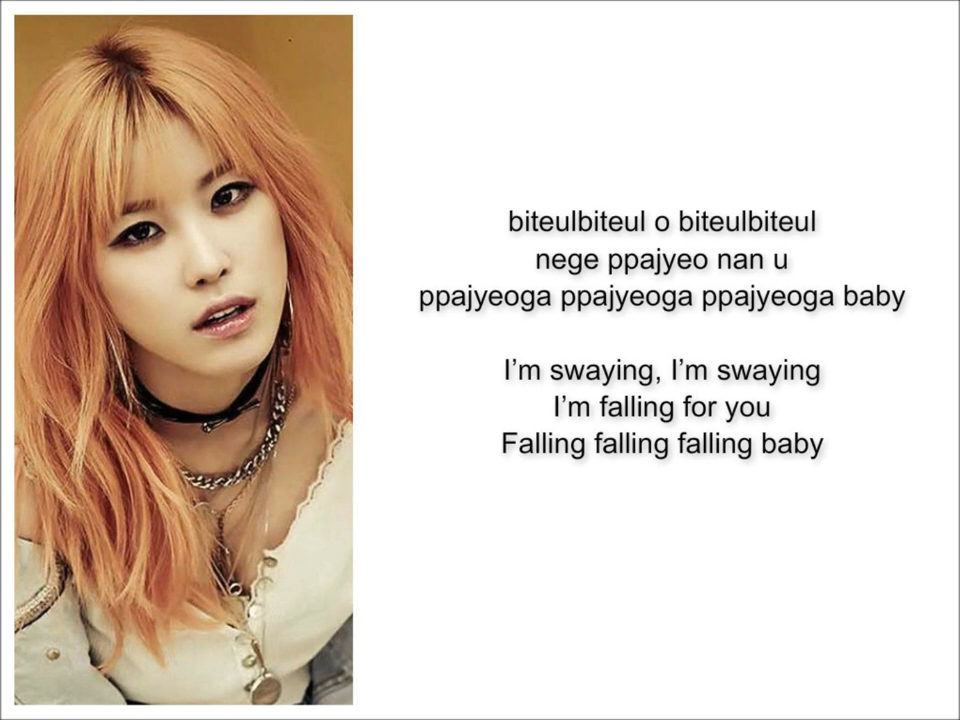 biteulbiteul o biteulbiteul
nege ppajyeo nan u
ppajyeoga ppajyeoga ppajyeoga baby
I’m swaying, I’m swaying
I’m falling for you
Falling falling falling baby